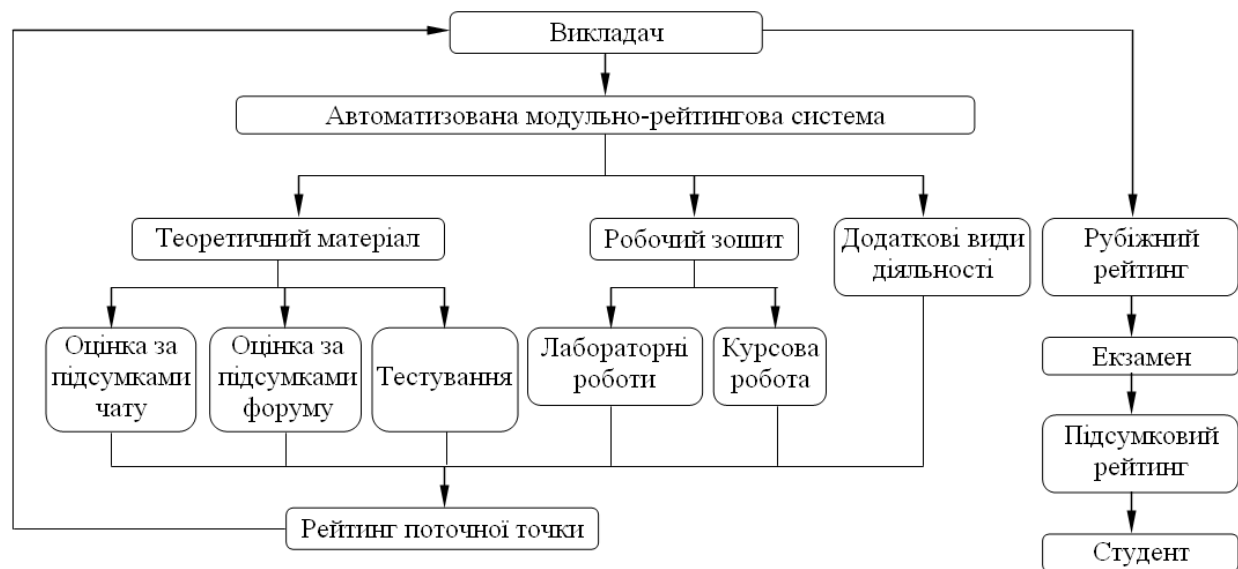 Викладач
Автоматизована модульно-рейтингова система
Теоретичний матеріал
Робочий зошит
Додаткові види
діяльності
Рубіжний
рейтинг
Оцінка за
підсумками
чату
Оцінка за
підсумками
форуму
Тестування
Лабораторні
роботи
Курсова
робота
Екзамен
Підсумковий
рейтинг
Рейтинг поточної точки
Студент